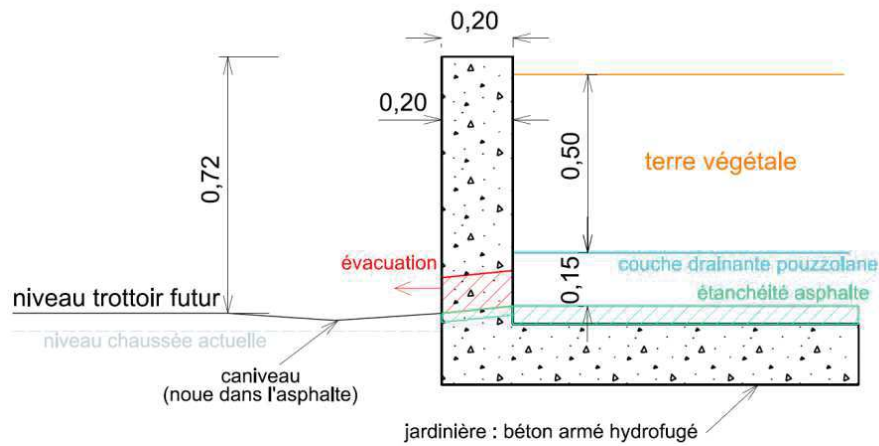 0,20
0,20
0,72
0,50
terre végétale
évacuation
couche drainante pouzzolane
0,15
étanchéité asphalte
niveau trottoir futur
niveau chaussée actuelle
caniveau
(noue dans l'asphalte)
jardinière : béton armé hydrofugé